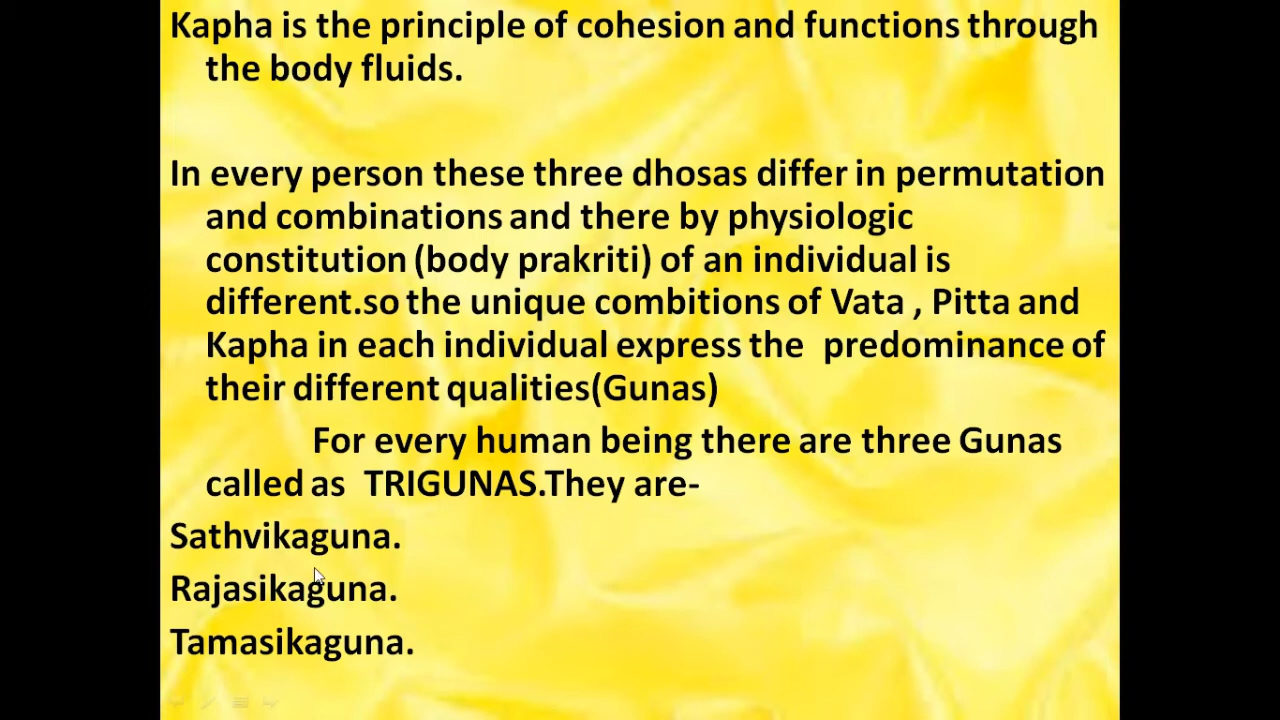 Kapha is the principle of cohesion and functions through
the body fluids.
In every person these three dhosas differ in permutation
and combinations and there by physiologic
constitution (body prakriti) of an individual is
different.so the unique combitions of Vata , Pitta and
Kapha in each individual express the predominance of
their different qualities(Gunas)
For every human being there are three Gunas
called as TRIGUNAS.They are-
Sathvikaguna.
Rajasikaguna.
Tamasikaguna.